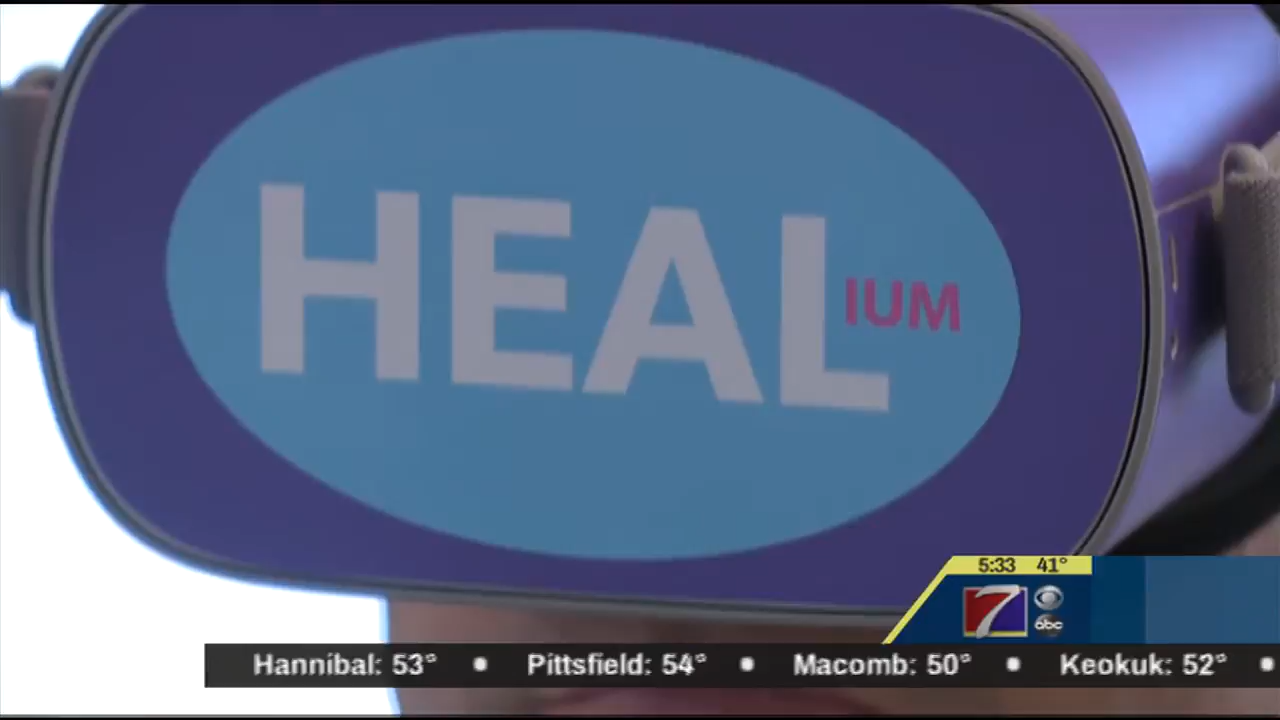 HEAL
IUM
5:33 41°
7
abc
Hannibal: 53° • Pittsfield: 54° • Macomb: 50° • Keokuk: 52° •